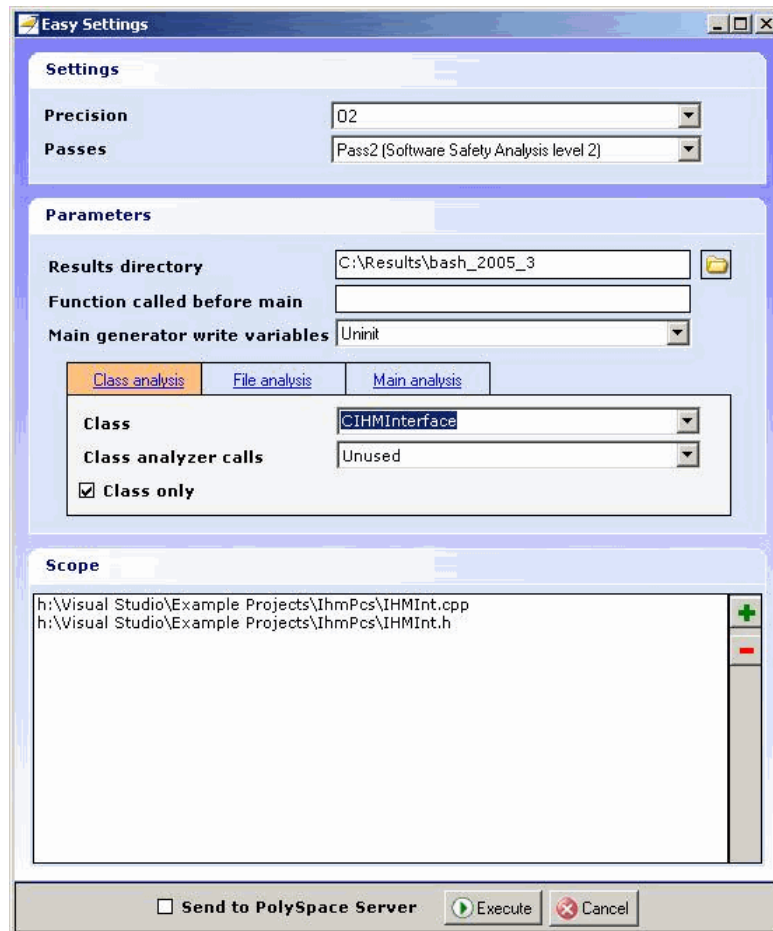 Easy Settings
Settings
Precision O2
Passes Pass2 (Software Safety Analysis level 2)
Parameters
Results directory C:\Results\bash_2005_3
Function called before main
Main generator write variables Uninit
Class analysis File analysis Main analysis
Class CIHMInterface
Class analyzer calls Unused
Class only
Scope
h:\Visual Studio\Example Projects\IhmPcs\IHMInt.cpp
h:\Visual Studio\Example Projects\IhmPcs\IHMInt.h
Send to PolySpace Server Execute Cancel